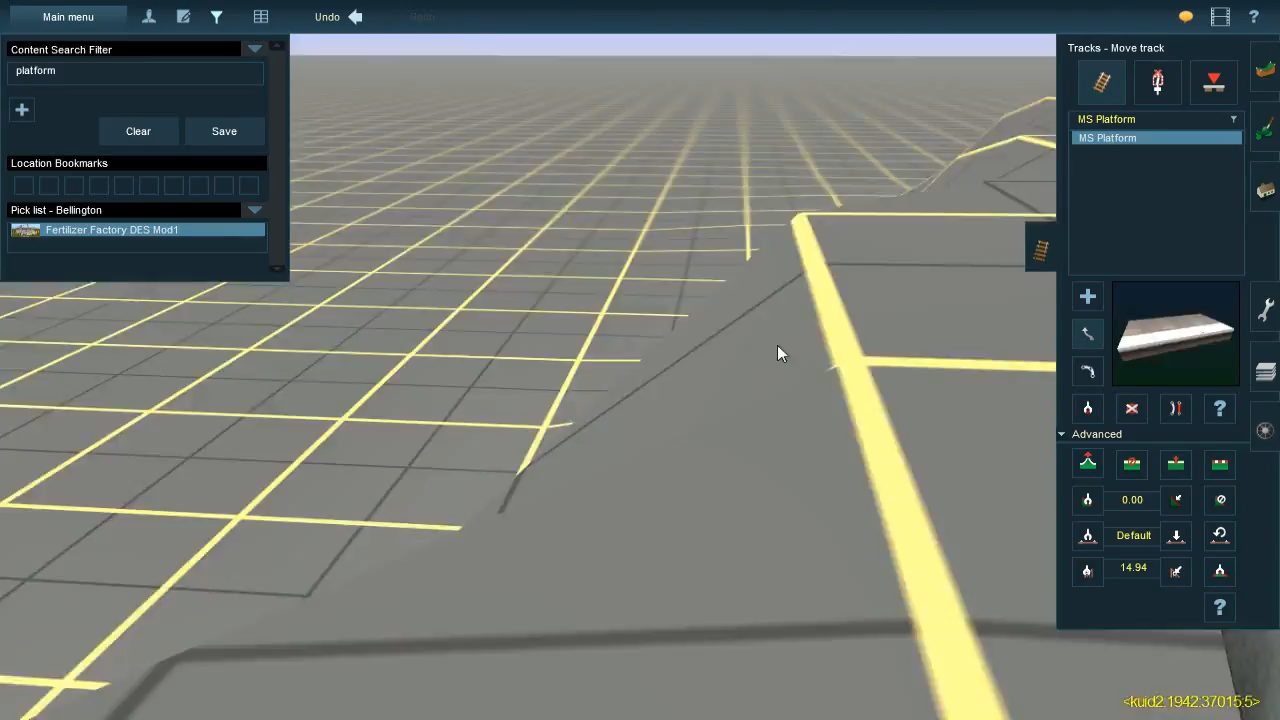 Main menu
Undo
Redo
Content Search Filter
platform
Clear
Save
Location Bookmarks
Pick list - Bellington
Fertilizer Factory DES Mod1
Tracks - Move track
MS Platform
MS Platform
Advanced
0.00
Default
14.94
<kuid2:1942:37015:5>